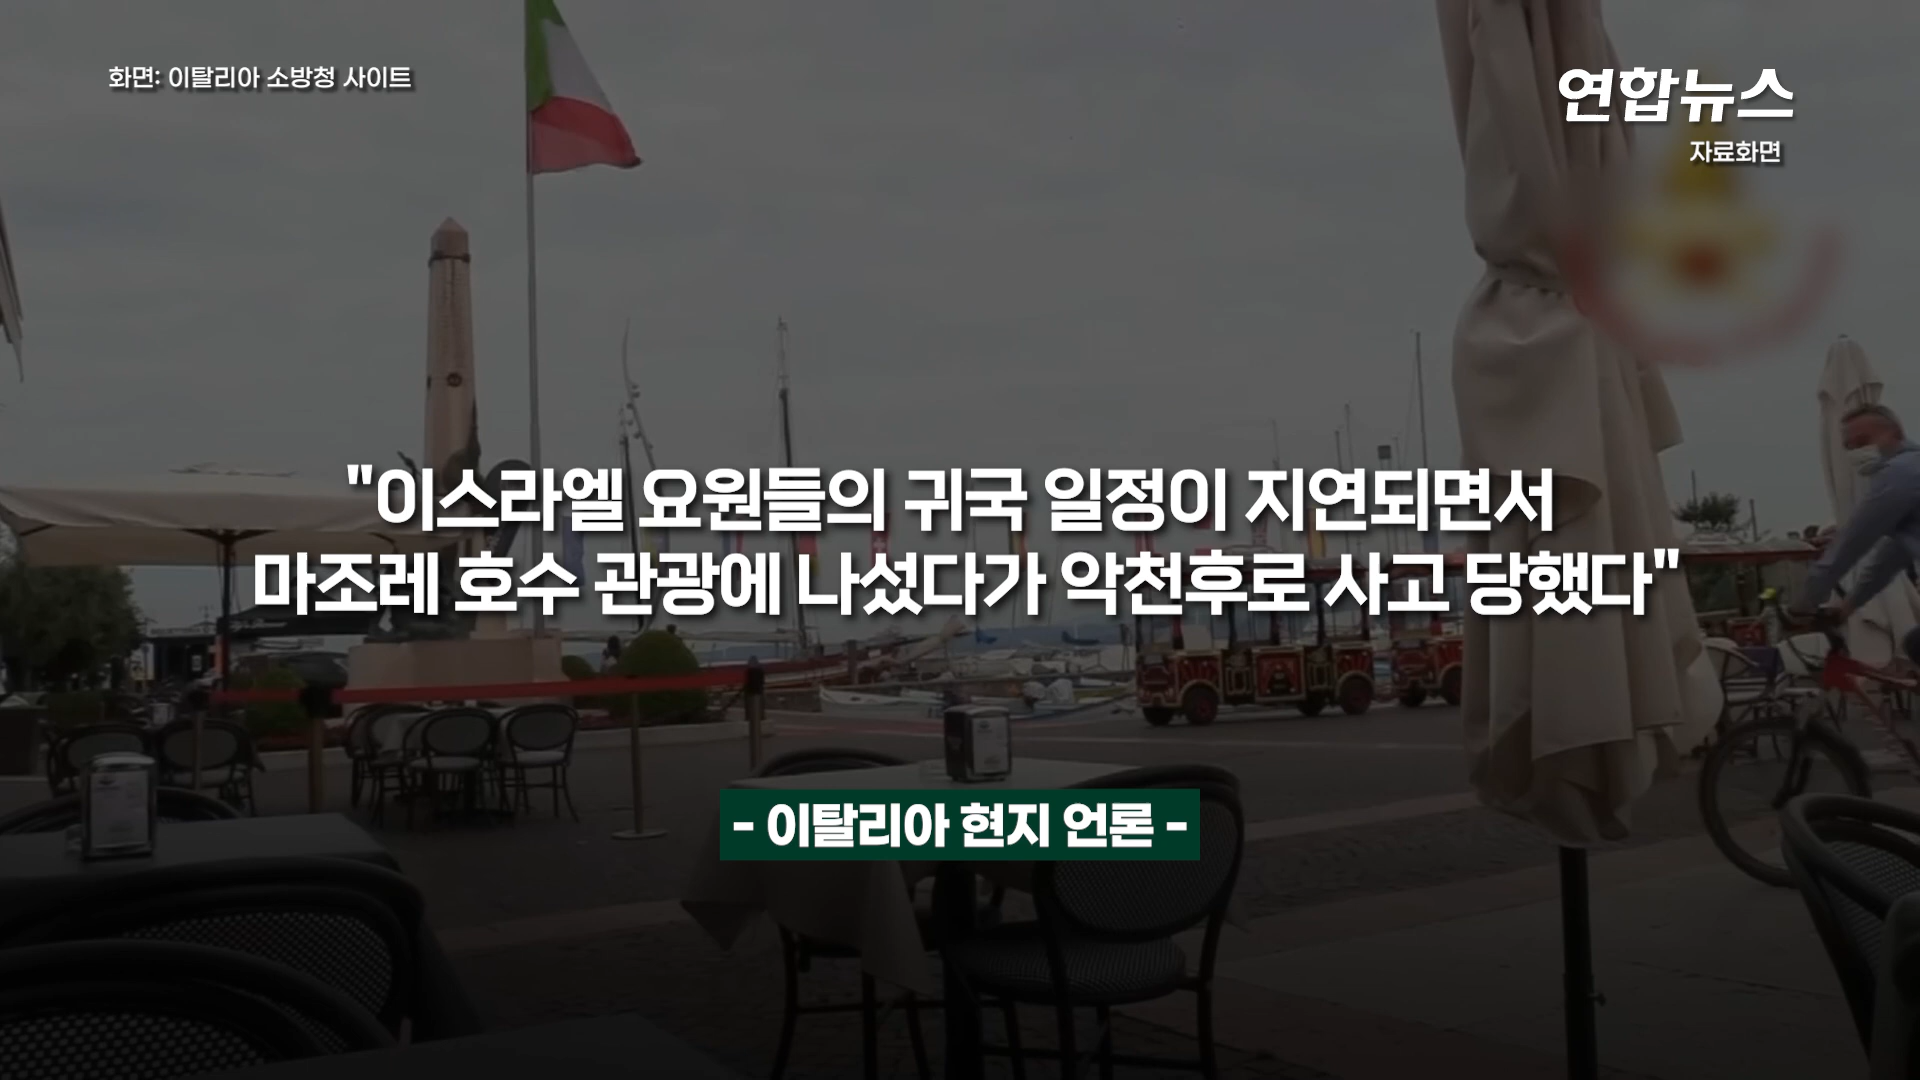 화면: 이탈리아 소방청 사이트
연합뉴스
자료화면
"이스라엘 요원들의 귀국 일정이 지연되면서
마조레 호수 관광에 나섰다가 악천후로 사고 당했다"
- 이탈리아 현지 언론 -